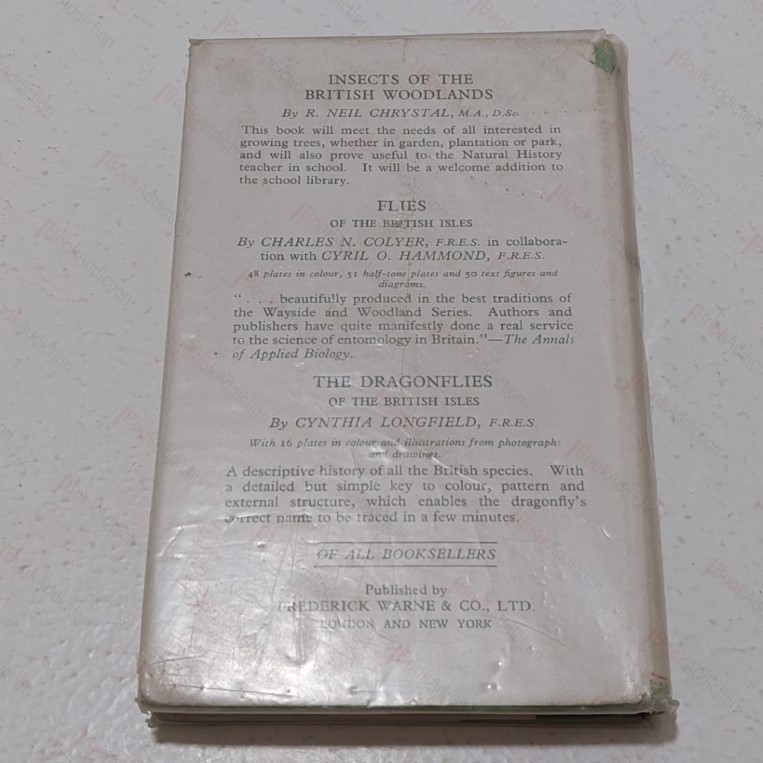 INSECTS OF THE
BRITISH WOODLANDS
By R. NEIL CHRYSTAL, M.A., D.Sc.
This book will meet the needs of all interested in
growing trees, whether in garden, plantation or park,
and will also prove useful to the Natural History
teacher in school. It will be a welcome addition to
the school library.
FLIES
OF THE BRITISH ISLES
By CHARLES N. COLYER, F.R.E.S. in collabora-
tion with CYRIL O. HAMMOND, F.R.E.S.
48 plates in colour, 51 half-tone plates and 50 text figures and
diagrams.
“ . . . beautifully produced in the best traditions of
the Wayside and Woodland Series. Authors and
publishers have quite manifestly done a real service
to the science of entomology in Britain.”—The Annals
of Applied Biology.
THE DRAGONFLIES
OF THE BRITISH ISLES
By CYNTHIA LONGFIELD, F.R.E.S.
With 16 plates in colour and illustrations from photographs
and drawings.
A descriptive history of all the British species. With
a detailed but simple key to colour, pattern and
external structure, which enables the dragonfly's
correct name to be traced in a few minutes.
OF ALL BOOKSELLERS
Published by
FREDERICK WARNE & CO., LTD.
LONDON AND NEW YORK
BookAddiction